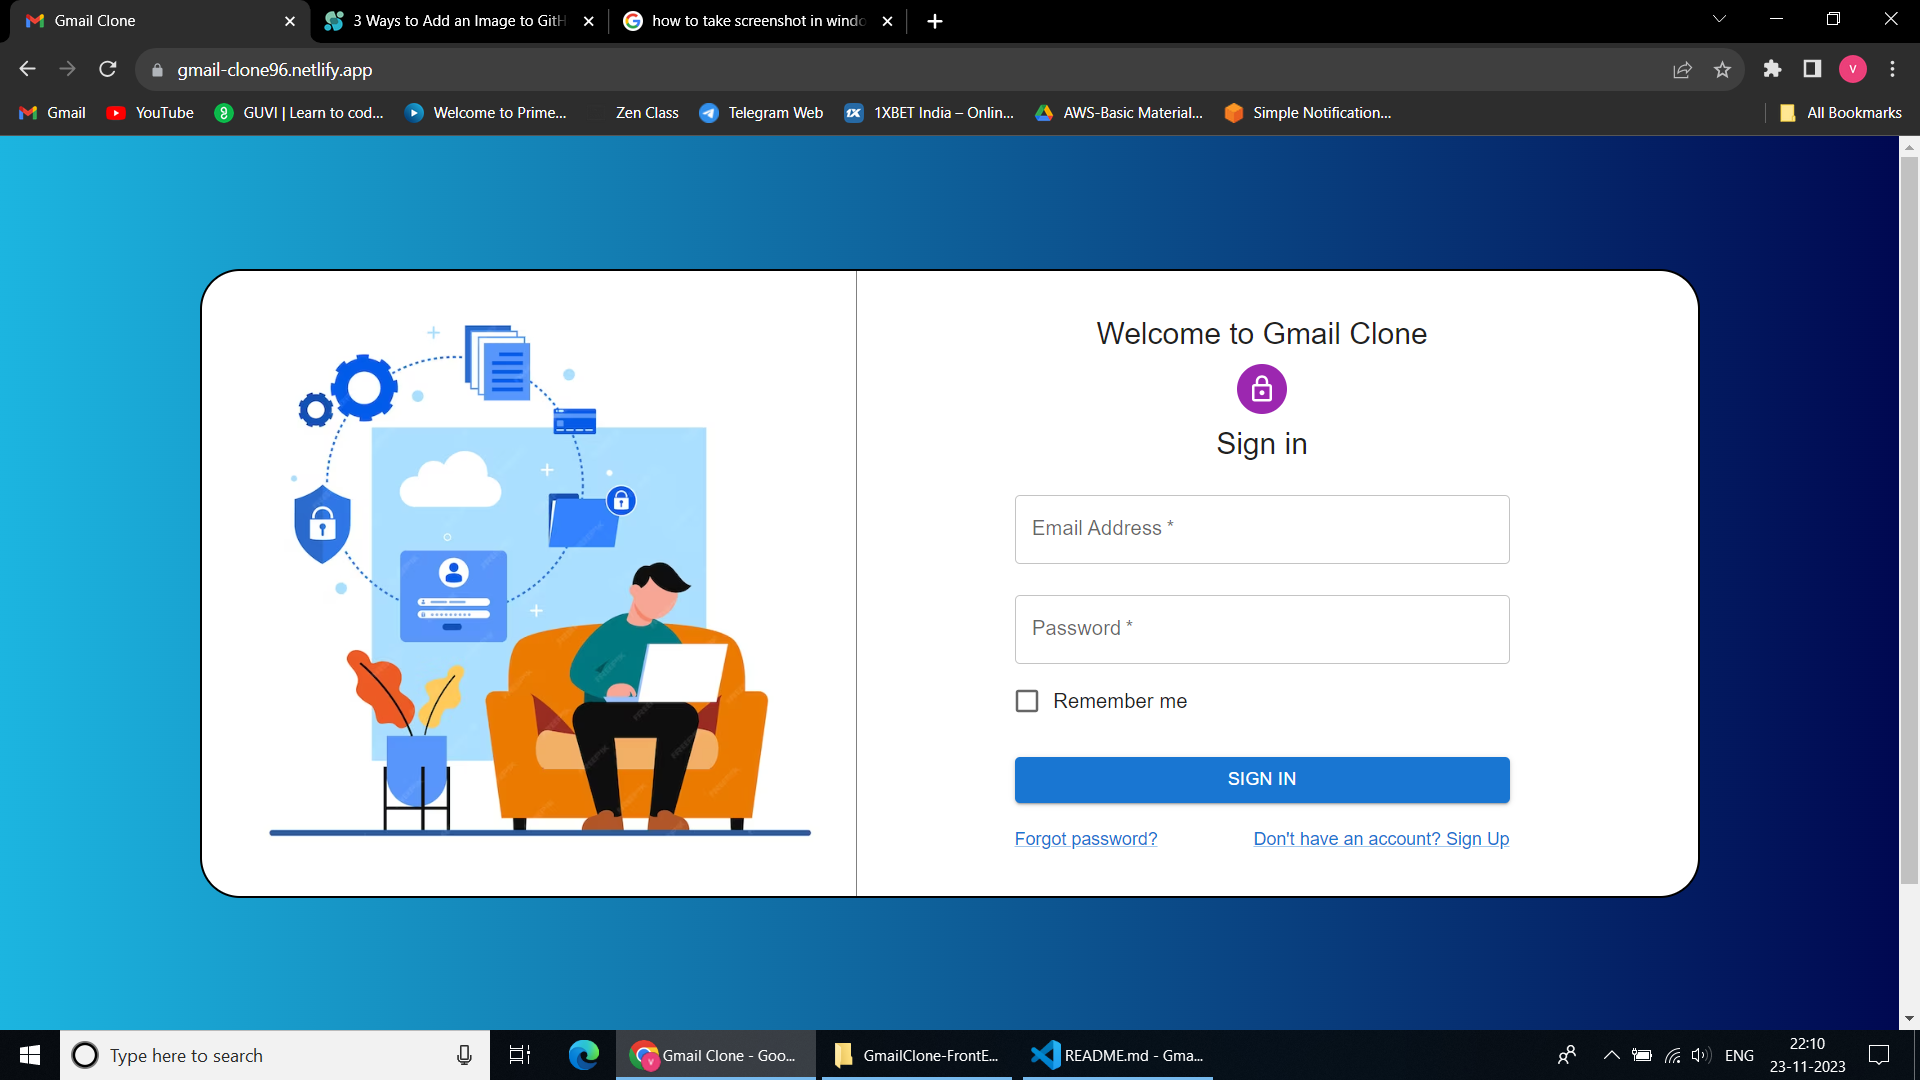 Gmail Clone
3 Ways to Add an Image to GitH
how to take screenshot in windo
gmail-clone96.netlify.app
V
Gmail
YouTube
GUVI | Learn to cod...
Welcome to Prime...
Zen Class
Telegram Web
1XBET India – Onlin...
AWS-Basic Material...
Simple Notification...
All Bookmarks
Welcome to Gmail Clone
Sign in
Email Address *
Password *
Remember me
SIGN IN
Forgot password?
Don't have an account? Sign Up
Type here to search
Gmail Clone - Goo...
GmailClone-FrontE...
README.md - Gma...
ENG
22:10
23-11-2023